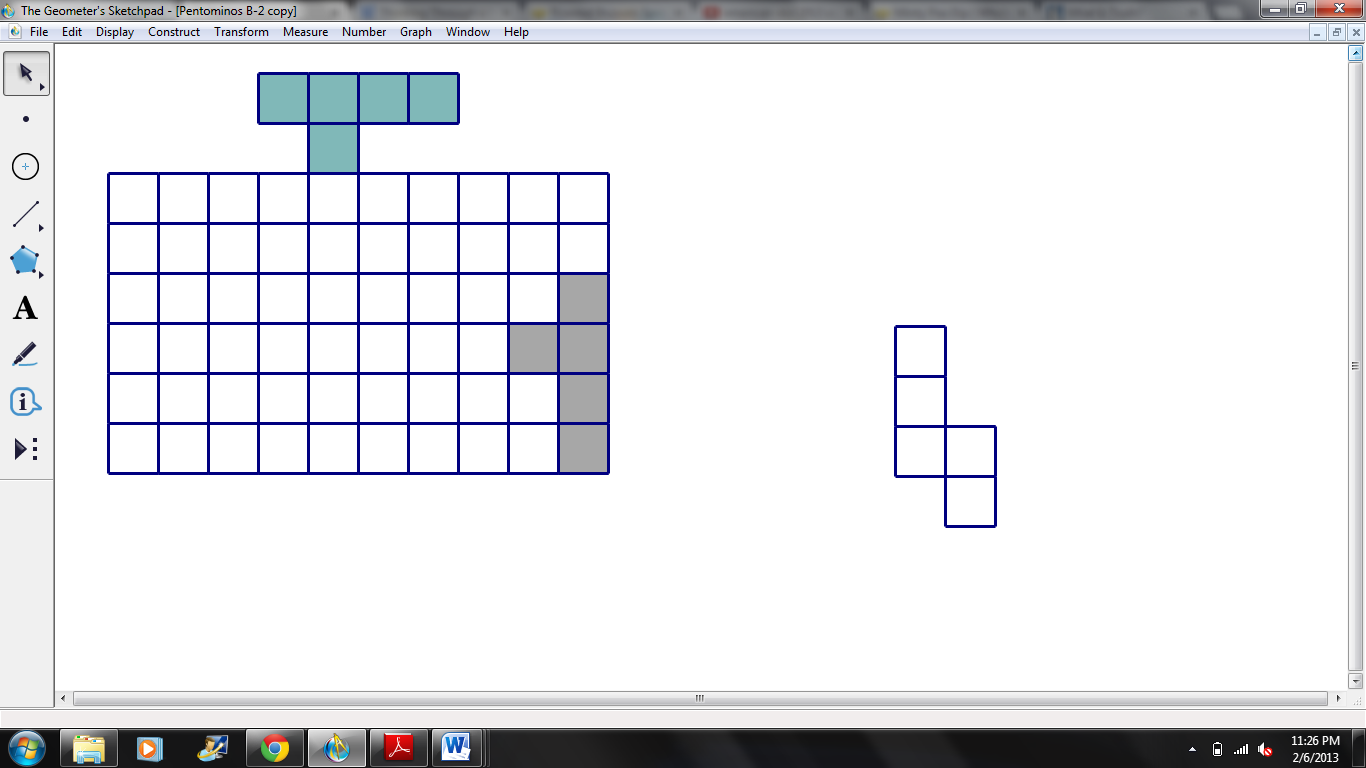 The Geometer's Sketchpad - [Pentominos B-2 copy]
File Edit Display Construct Transform Measure Number Graph Window Help
A
11:26 PM
2/6/2013